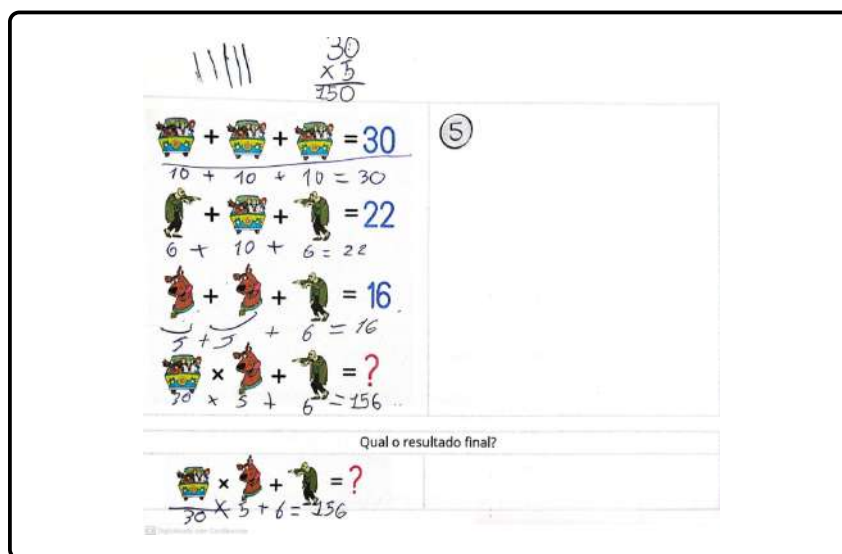 30
x 5
150
5
+ + = 30
10 + 10 + 10 = 30
+ + = 22
6 + 10 + 6 = 22
+ + = 16
5 + 5 + 6 = 16
× + = ?
30 x 5 + 6 = 156
Qual o resultado final?
× + = ?
30 X 5 + 6 = 156